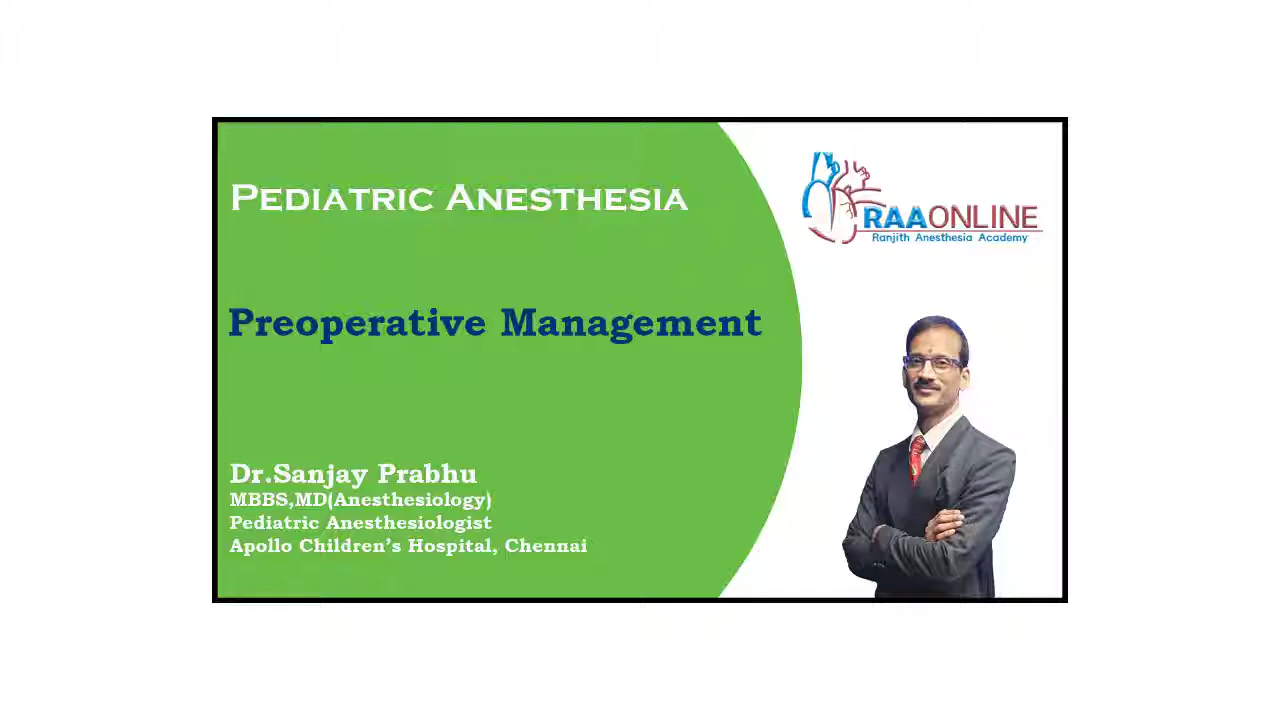 Pediatric Anesthesia
RAAONLINE
Ranjith Anesthesia Academy
Preoperative Management
Dr.Sanjay Prabhu
MBBS,MD(Anesthesiology)
Pediatric Anesthesiologist
Apollo Children’s Hospital, Chennai